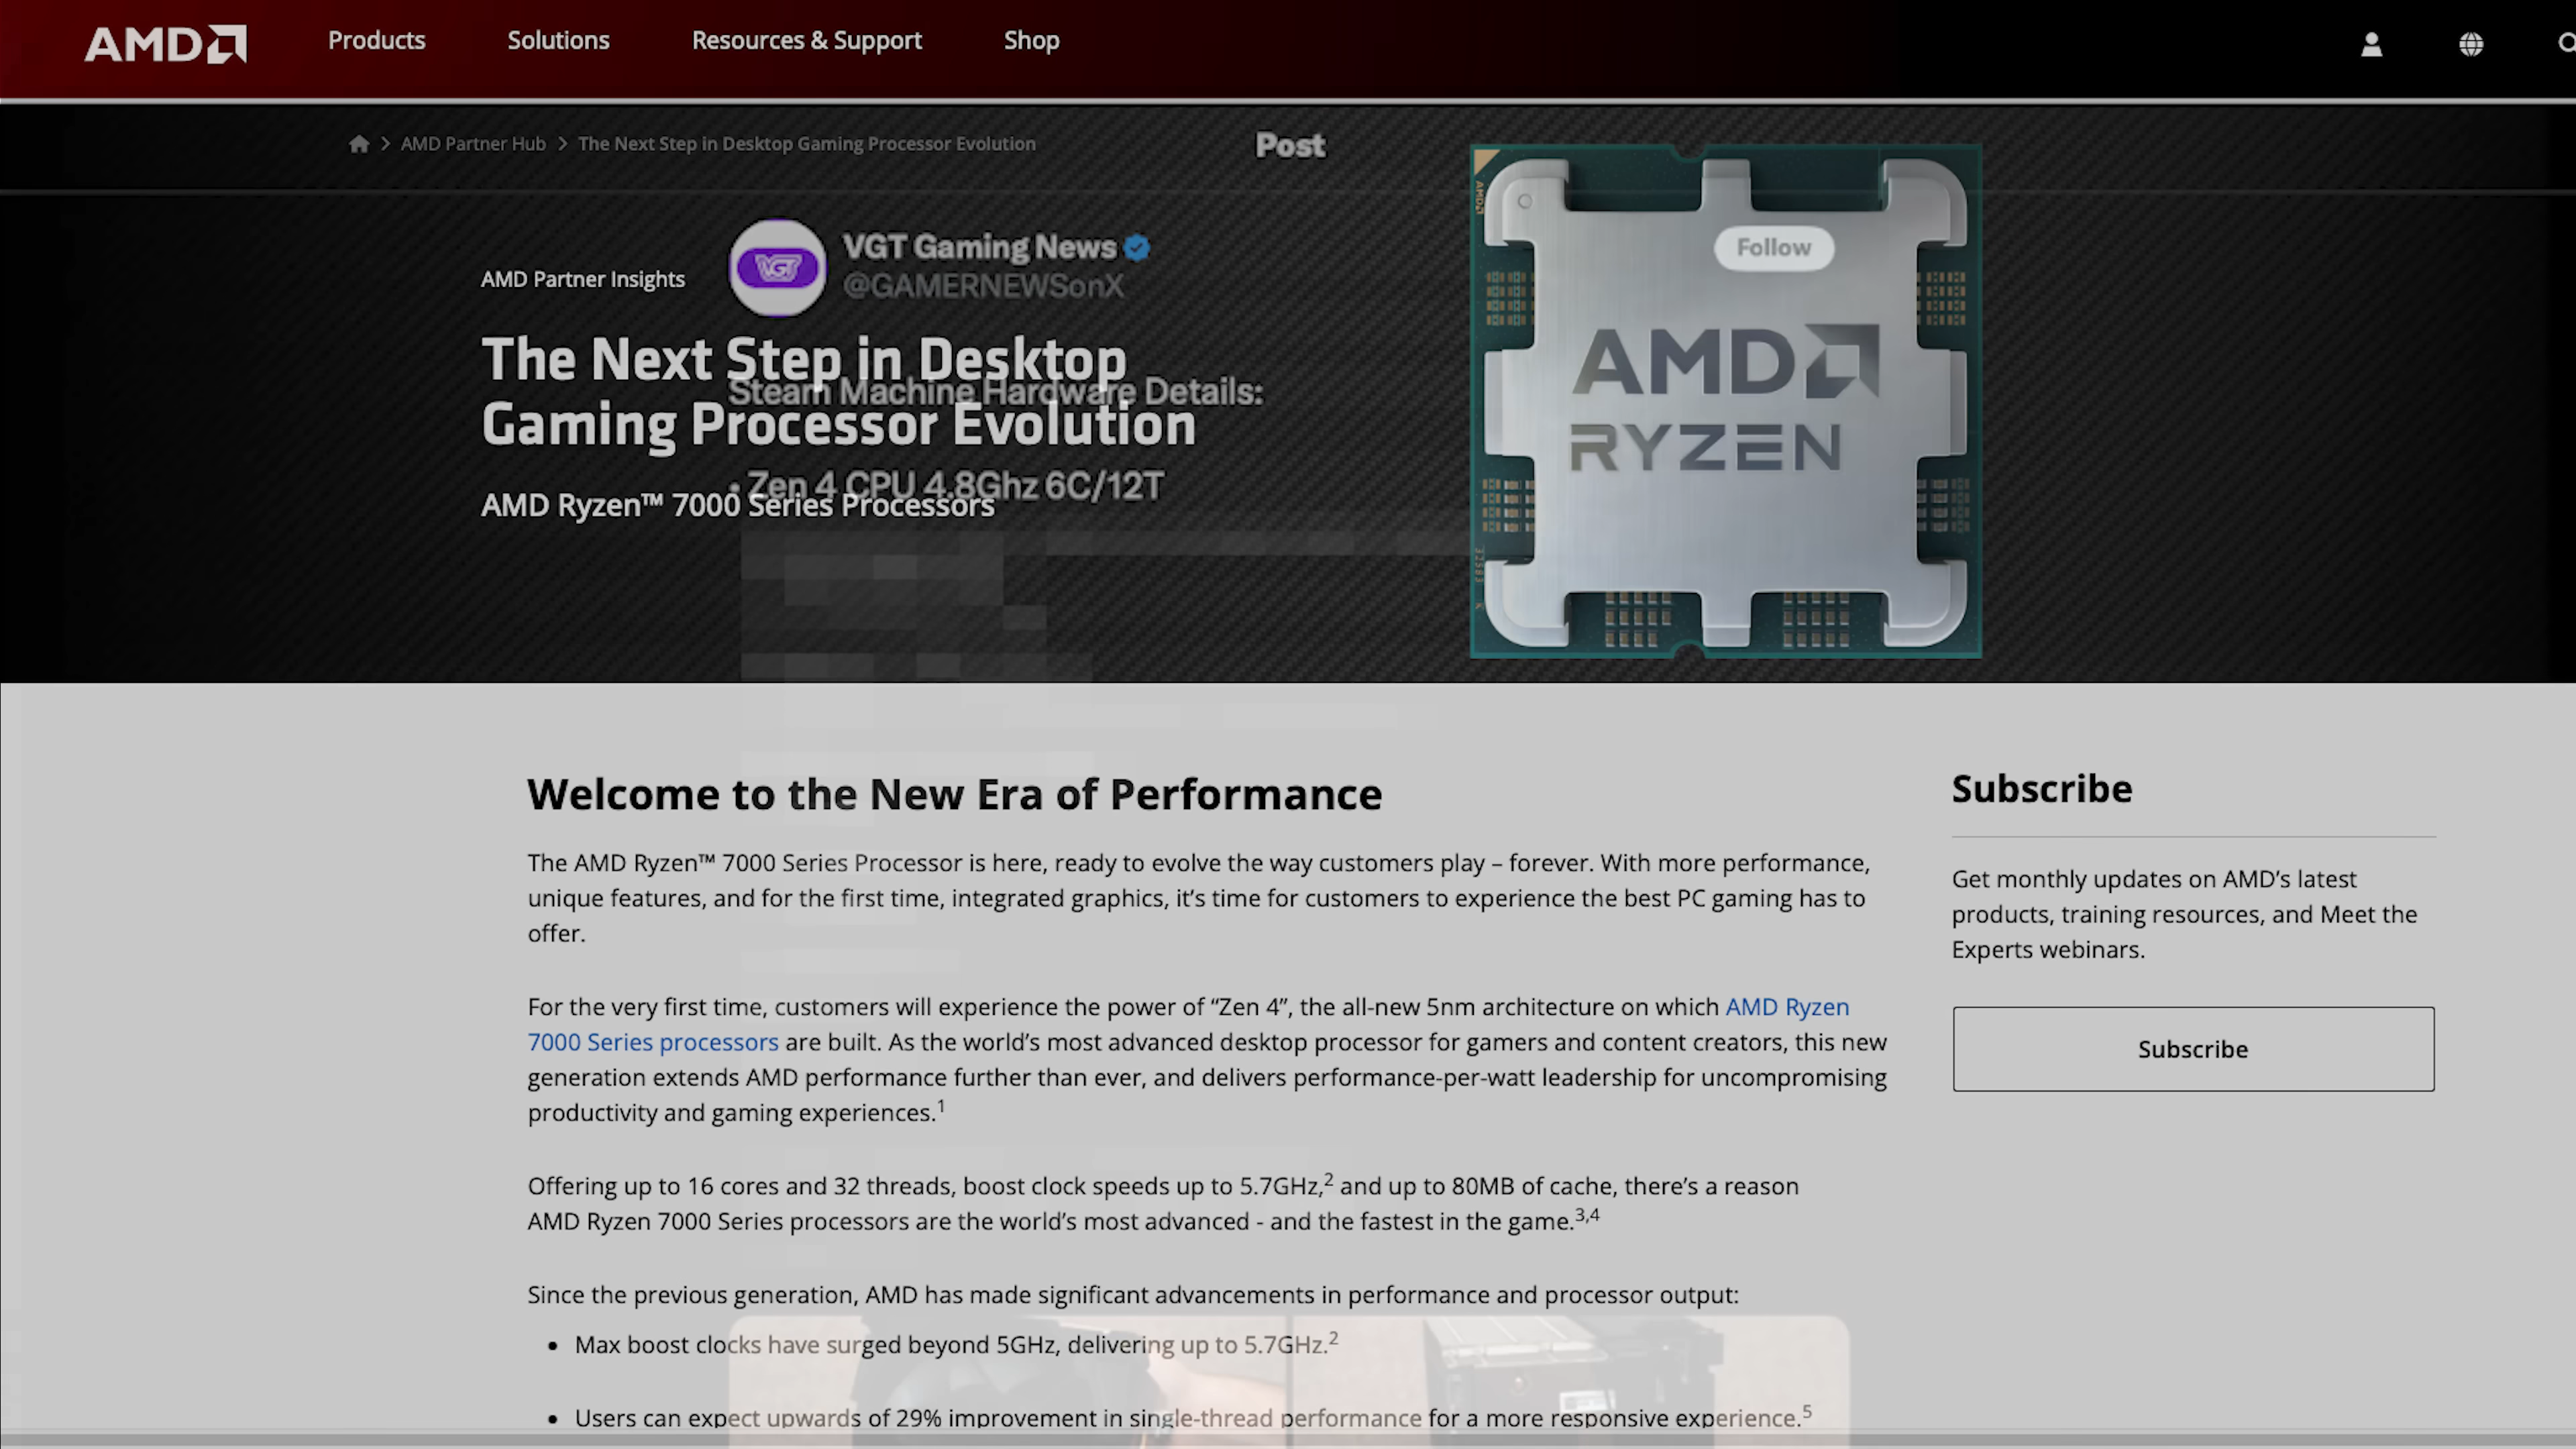 AMD
Products
Solutions
Resources & Support
Shop
AMD Partner Hub
The Next Step in Desktop Gaming Processor Evolution
Post
VGT
VGT Gaming News
@GAMERNEWSonX
Follow
AMD Partner Insights
The Next Step in Desktop
Gaming Processor Evolution
Steam Machine Hardware Details:
• Zen 4 CPU 4.8Ghz 6C/12T
AMD Ryzen™ 7000 Series Processors
AMD
AMD
RYZEN
Welcome to the New Era of Performance
The AMD Ryzen™ 7000 Series Processor is here, ready to evolve the way customers play – forever. With more performance,
unique features, and for the first time, integrated graphics, it’s time for customers to experience the best PC gaming has to
offer.
For the very first time, customers will experience the power of “Zen 4”, the all-new 5nm architecture on which AMD Ryzen
7000 Series processors are built. As the world’s most advanced desktop processor for gamers and content creators, this new
generation extends AMD performance further than ever, and delivers performance-per-watt leadership for uncompromising
productivity and gaming experiences.1
Offering up to 16 cores and 32 threads, boost clock speeds up to 5.7GHz,2 and up to 80MB of cache, there’s a reason
AMD Ryzen 7000 Series processors are the world’s most advanced - and the fastest in the game.3,4
Since the previous generation, AMD has made significant advancements in performance and processor output:
• Max boost clocks have surged beyond 5GHz, delivering up to 5.7GHz.2
• Users can expect upwards of 29% improvement in single-thread performance for a more responsive experience.5
Subscribe
Get monthly updates on AMD’s latest
products, training resources, and Meet the
Experts webinars.
Subscribe